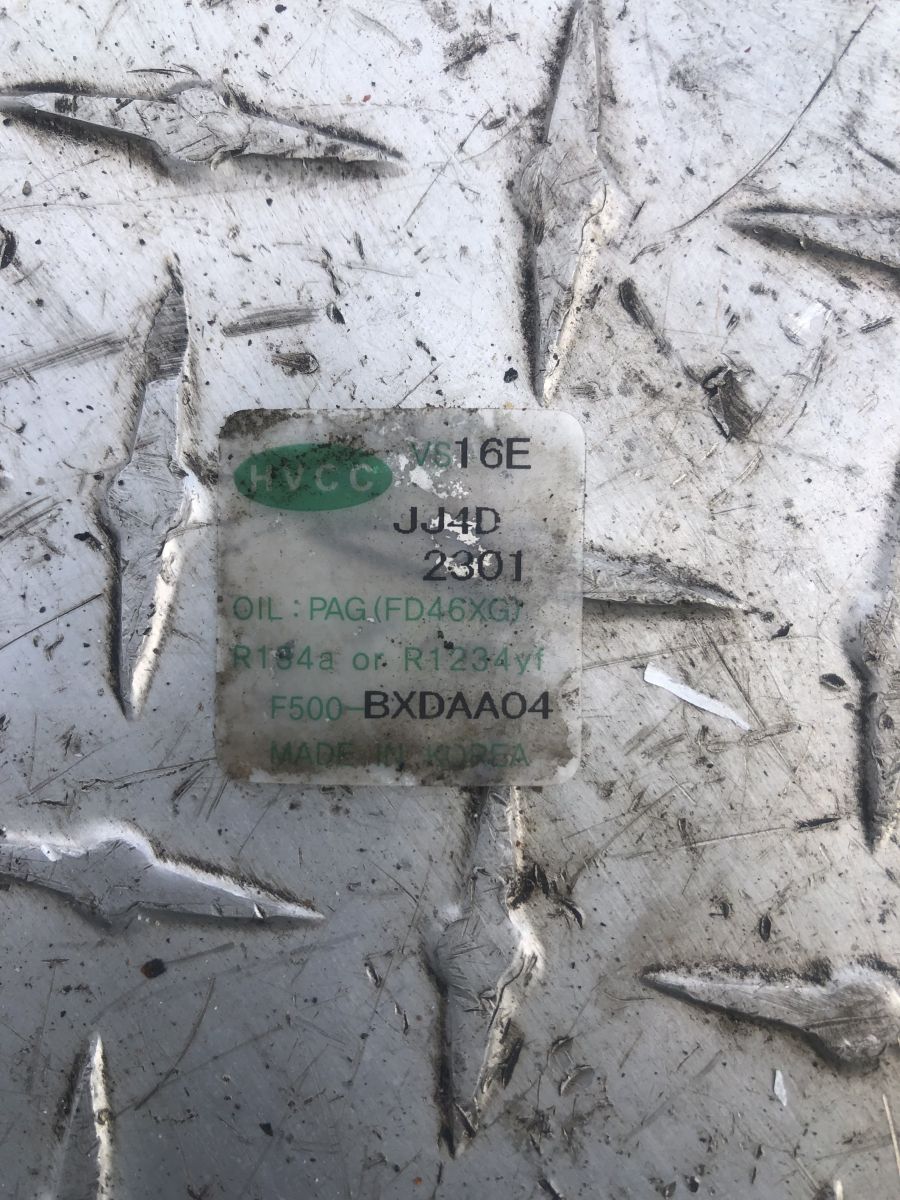 HVCC VS16E
JJ4D
2301
OIL : PAG(FD46XG)
R134a or R1234yf
F500-BXDAA04
MADE IN KOREA